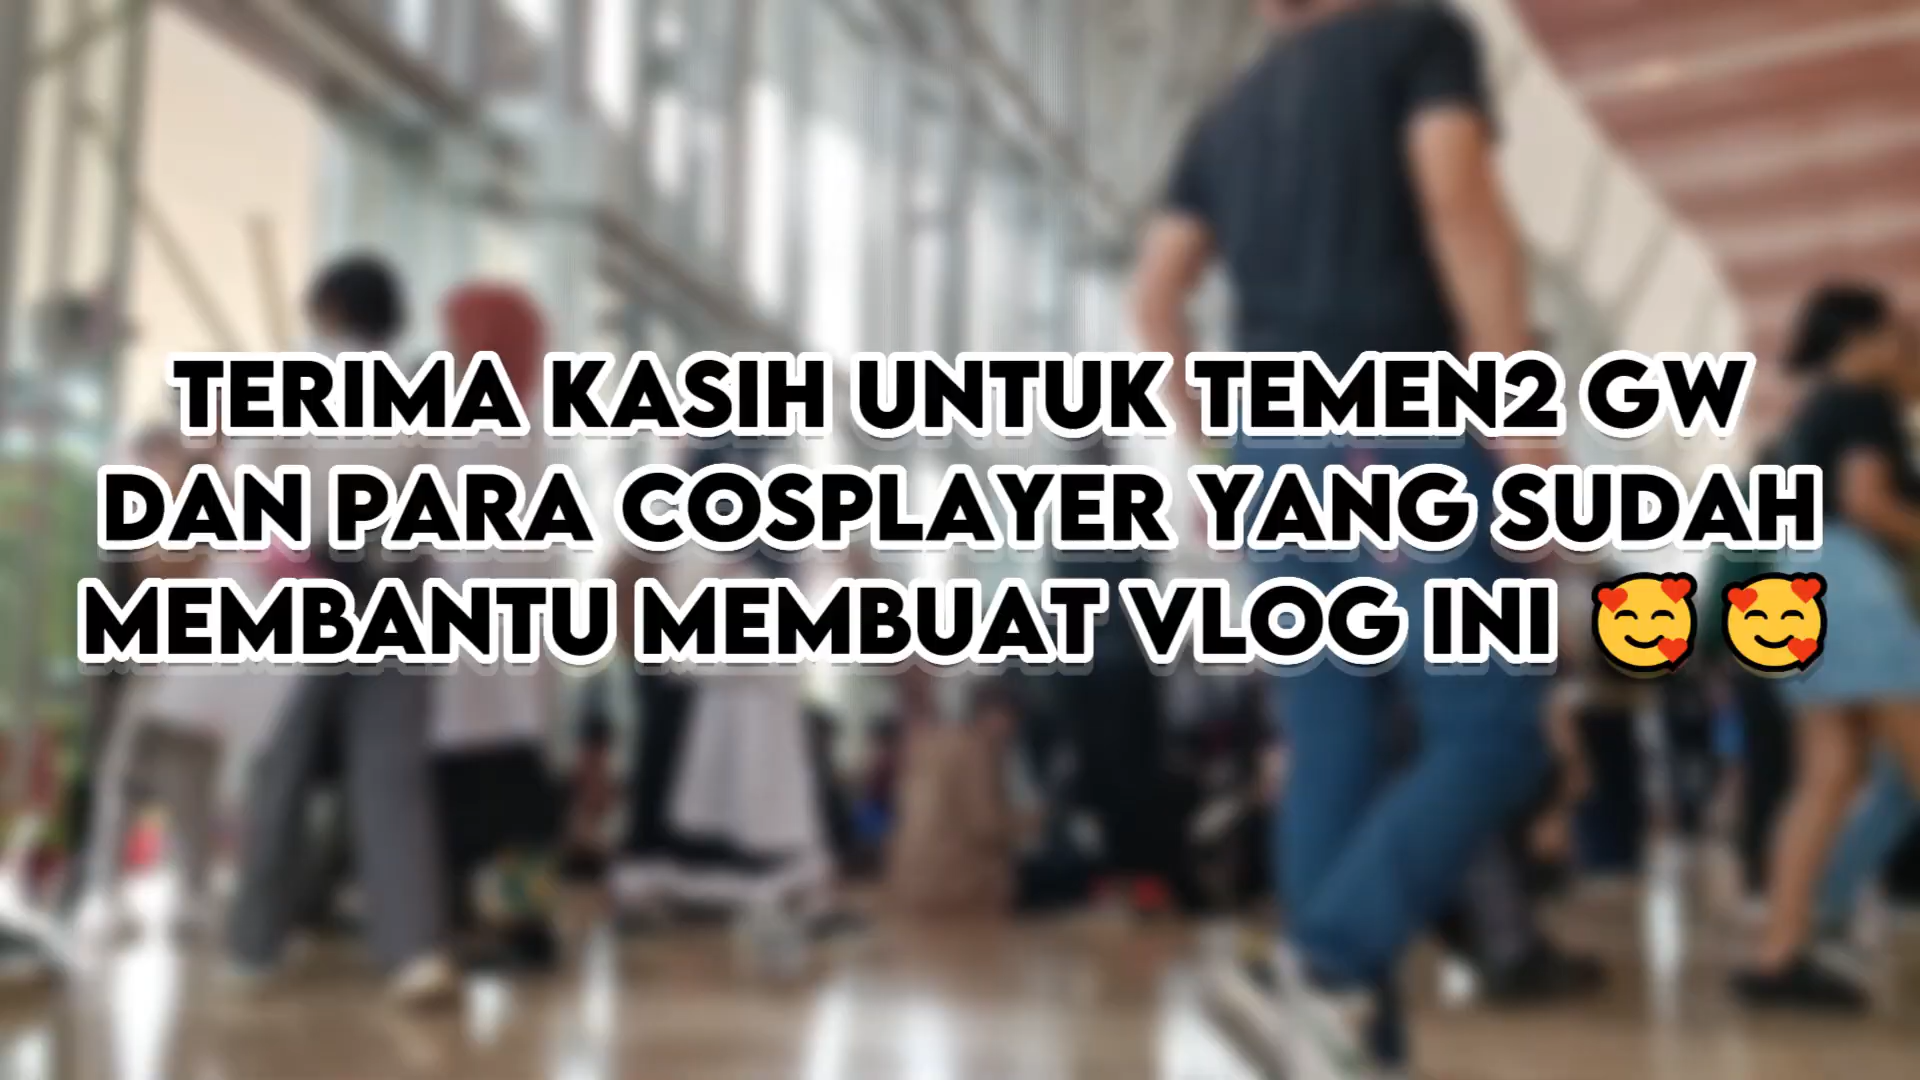 TERIMA KASIH UNTUK TEMEN2 GW
DAN PARA COSPLAYER YANG SUDAH
MEMBANTU MEMBUAT VLOG INI 🥰 🥰